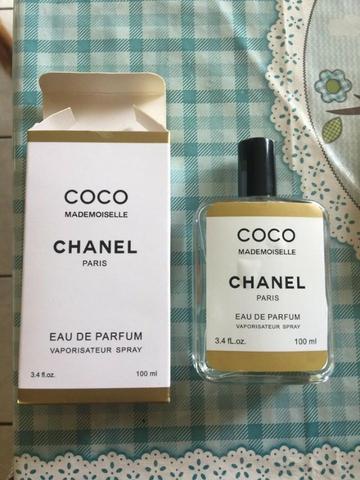 COCO
MADEMOISELLE
CHANEL
PARIS
EAU DE PARFUM
VAPORISATEUR SPRAY
3.4 fl.oz. 100 ml
COCO
MADEMOISELLE
CHANEL
PARIS
EAU DE PARFUM
VAPORISATEUR SPRAY
3.4 fL.oz. 100 ml